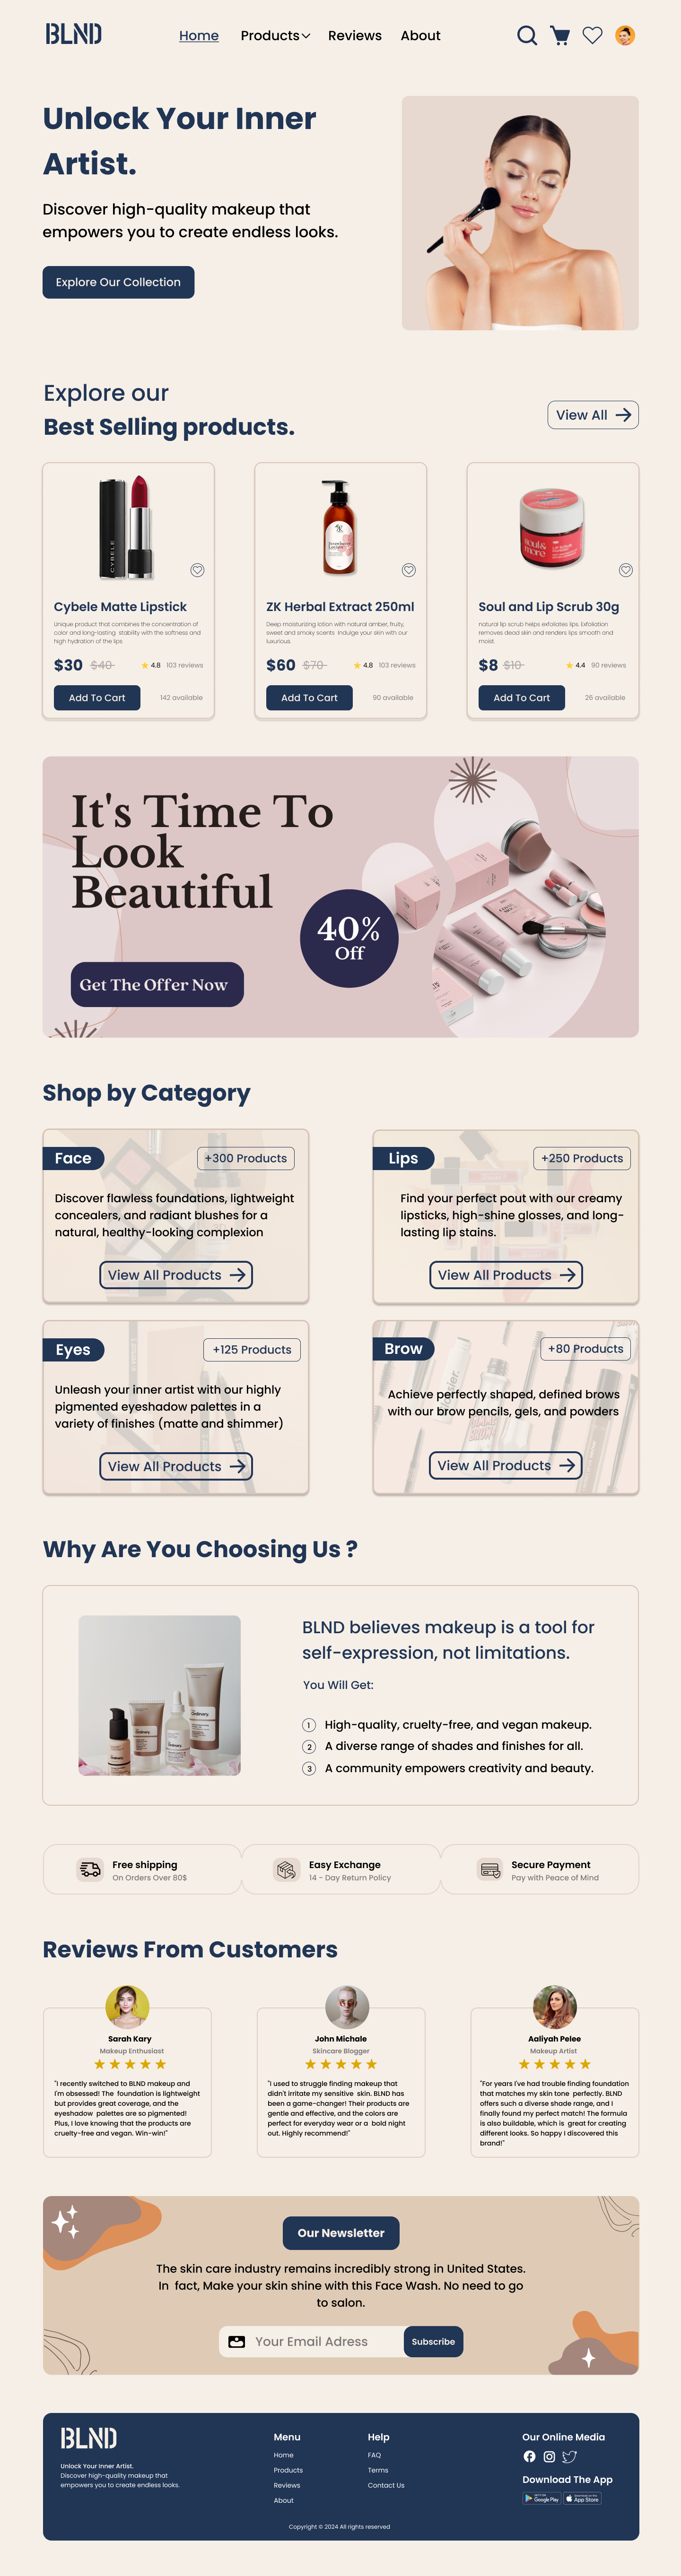 BLND
Home Products Reviews About
Unlock Your Inner
Artist.
Discover high-quality makeup that
empowers you to create endless looks.
Explore Our Collection
Explore our
Best Selling products.
View All
CYBELE
Cybele Matte Lipstick
Unique product that combines the concentration of
color and long-lasting stability with the softness and
high hydration of the lips
$30 $40 4.8 103 reviews
Add To Cart 142 available
ZK Herbal Extract 250ml
Deep moisturizing lotion with natural amber, fruity,
sweet and smoky scents Indulge your skin with our
luxurious.
$60 $70 4.8 103 reviews
Add To Cart 90 available
soul&
more
LIP SCRUB
Soul and Lip Scrub 30g
natural lip scrub helps exfoliates lips. Exfoliation
removes dead skin and renders lips smooth and
moist.
$8 $10 4.4 90 reviews
Add To Cart 26 available
It's Time To
Look
Beautiful
40%
Off
Get The Offer Now
Shop by Category
Face
+300 Products
Discover flawless foundations, lightweight
concealers, and radiant blushes for a
natural, healthy-looking complexion
View All Products
Lips
+250 Products
Find your perfect pout with our creamy
lipsticks, high-shine glosses, and long-
lasting lip stains.
View All Products
Eyes
+125 Products
Unleash your inner artist with our highly
pigmented eyeshadow palettes in a
variety of finishes (matte and shimmer)
View All Products
Brow
+80 Products
Achieve perfectly shaped, defined brows
with our brow pencils, gels, and powders
View All Products
Why Are You Choosing Us ?
BLND believes makeup is a tool for
self-expression, not limitations.
You Will Get:
1 High-quality, cruelty-free, and vegan makeup.
2 A diverse range of shades and finishes for all.
3 A community empowers creativity and beauty.
Free shipping
On Orders Over 80$
Easy Exchange
14 - Day Return Policy
Secure Payment
Pay with Peace of Mind
Reviews From Customers
Sarah Kary
Makeup Enthusiast
"I recently switched to BLND makeup and
I'm obsessed! The foundation is lightweight
but provides great coverage, and the
eyeshadow palettes are so pigmented!
Plus, I love knowing that the products are
cruelty-free and vegan. Win-win!"
John Michale
Skincare Blogger
"I used to struggle finding makeup that
didn't irritate my sensitive skin. BLND has
been a game-changer! Their products are
gentle and effective, and the colors are
perfect for everyday wear or a bold night
out. Highly recommend!"
Aaliyah Pelee
Makeup Artist
"For years I've had trouble finding foundation
that matches my skin tone perfectly. BLND
offers such a diverse shade range, and I
finally found my perfect match! The formula
is also buildable, which is great for creating
different looks. So happy I discovered this
brand!"
Our Newsletter
The skin care industry remains incredibly strong in United States.
In fact, Make your skin shine with this Face Wash. No need to go
to salon.
Your Email Adress
Subscribe
BLND
Unlock Your Inner Artist.
Discover high-quality makeup that
empowers you to create endless looks.
Menu
Home
Products
Reviews
About
Help
FAQ
Terms
Contact Us
Our Online Media
Download The App
Google Play
App Store
Copyright © 2024 All rights reserved